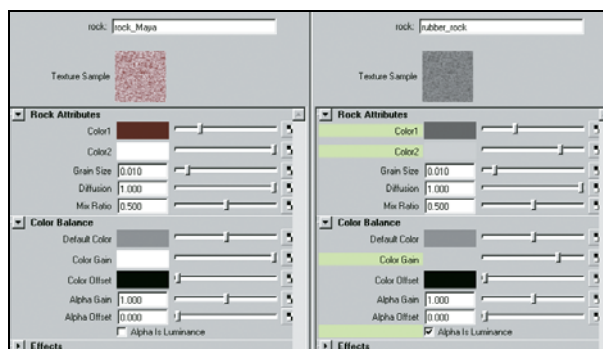 rock: rock_Maya
Texture Sample
Rock Attributes
Color1
Color2
Grain Size 0.010
Diffusion 1.000
Mix Ratio 0.500
Color Balance
Default Color
Color Gain
Color Offset
Alpha Gain 1.000
Alpha Offset 0.000
Alpha Is Luminance
Effects
rock: rubber_rock
Texture Sample
Rock Attributes
Color1
Color2
Grain Size 0.010
Diffusion 1.000
Mix Ratio 0.500
Color Balance
Default Color
Color Gain
Color Offset
Alpha Gain 1.000
Alpha Offset 0.000
Alpha Is Luminance
Effects